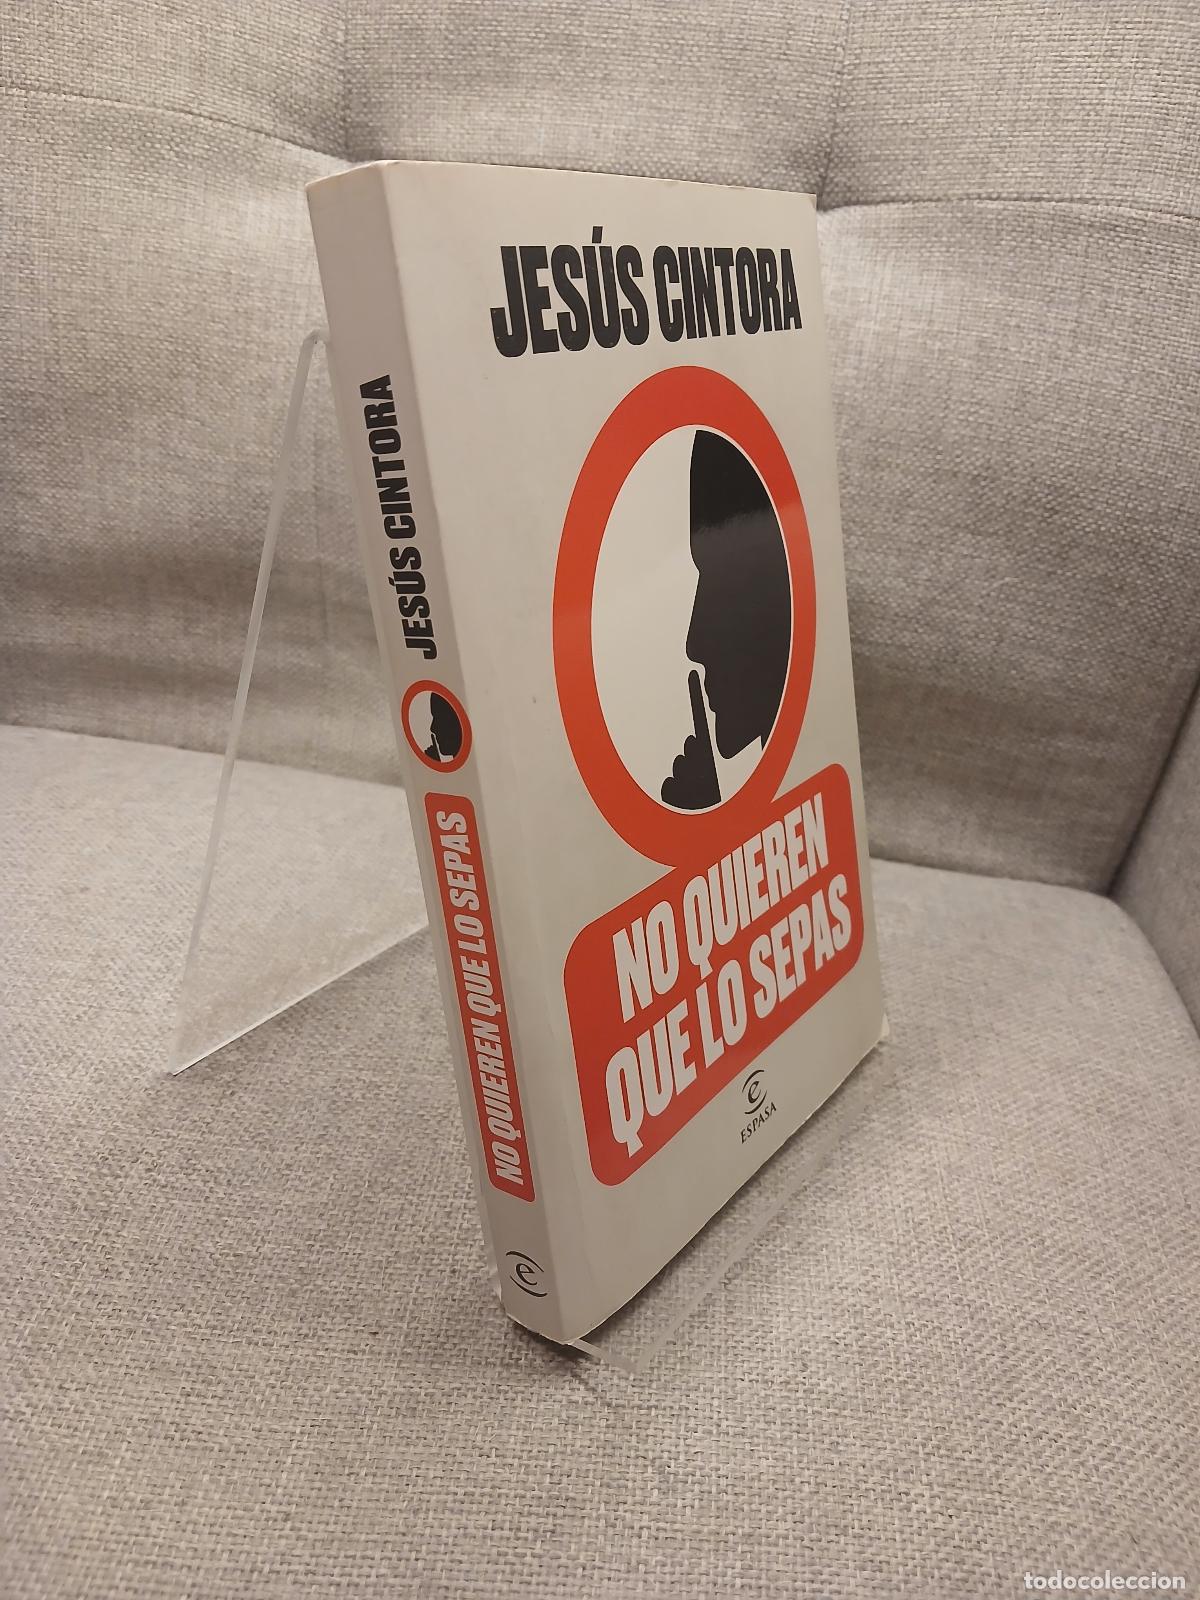 JESÚS CINTORA
NO QUIEREN
QUE LO SEPAS
e
ESPASA
JESÚS CINTORA
NO QUIEREN QUE LO SEPAS
e
todocoleccion